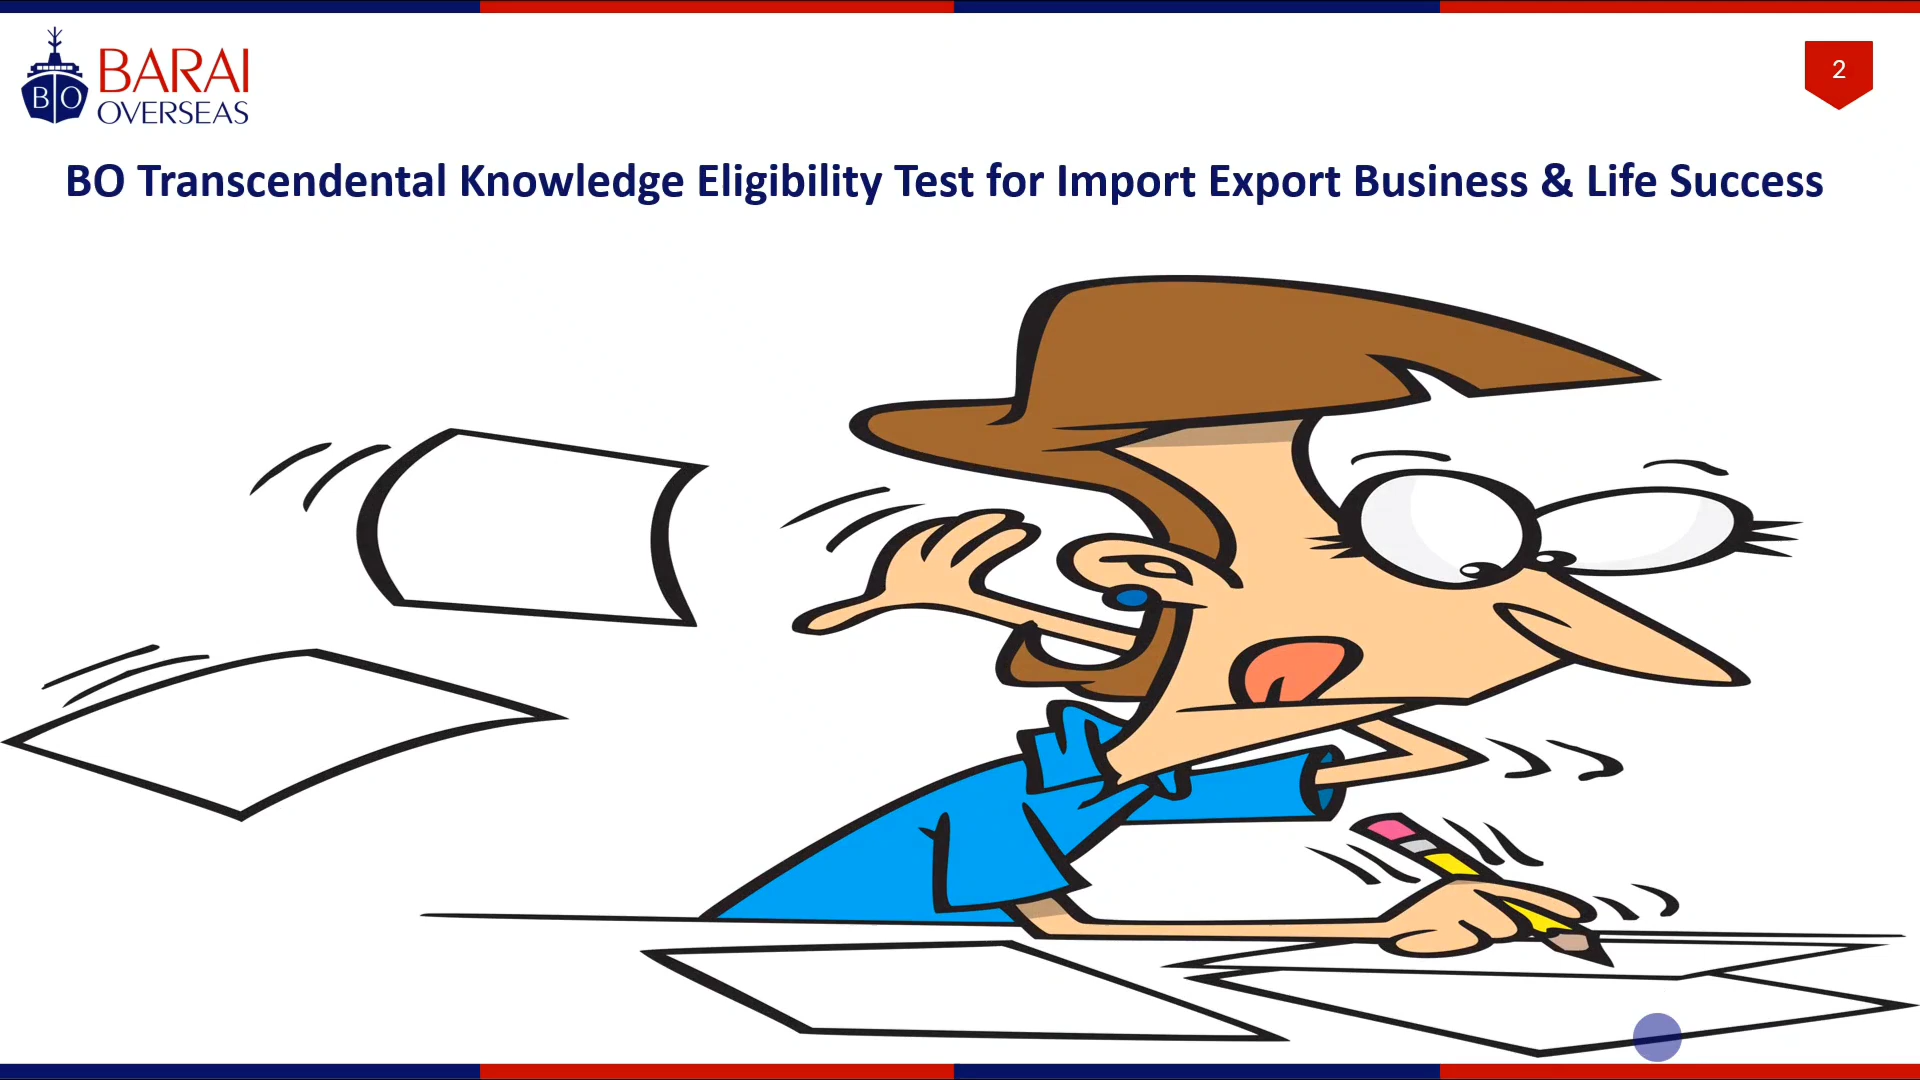 BARAI
BO
OVERSEAS
2
BO Transcendental Knowledge Eligibility Test for Import Export Business & Life Success